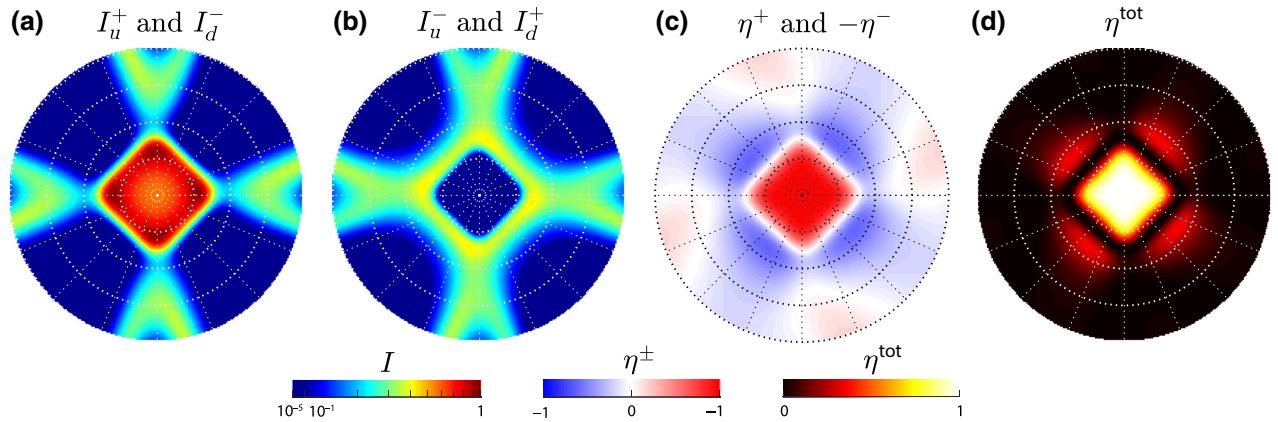 (a) I_u^+ and I_d^-
(b) I_u^- and I_d^+
(c) η^+ and −η^-
(d) η^tot
I
10^-5 10^-1 1
η^±
−1 0 −1
η^tot
0 1